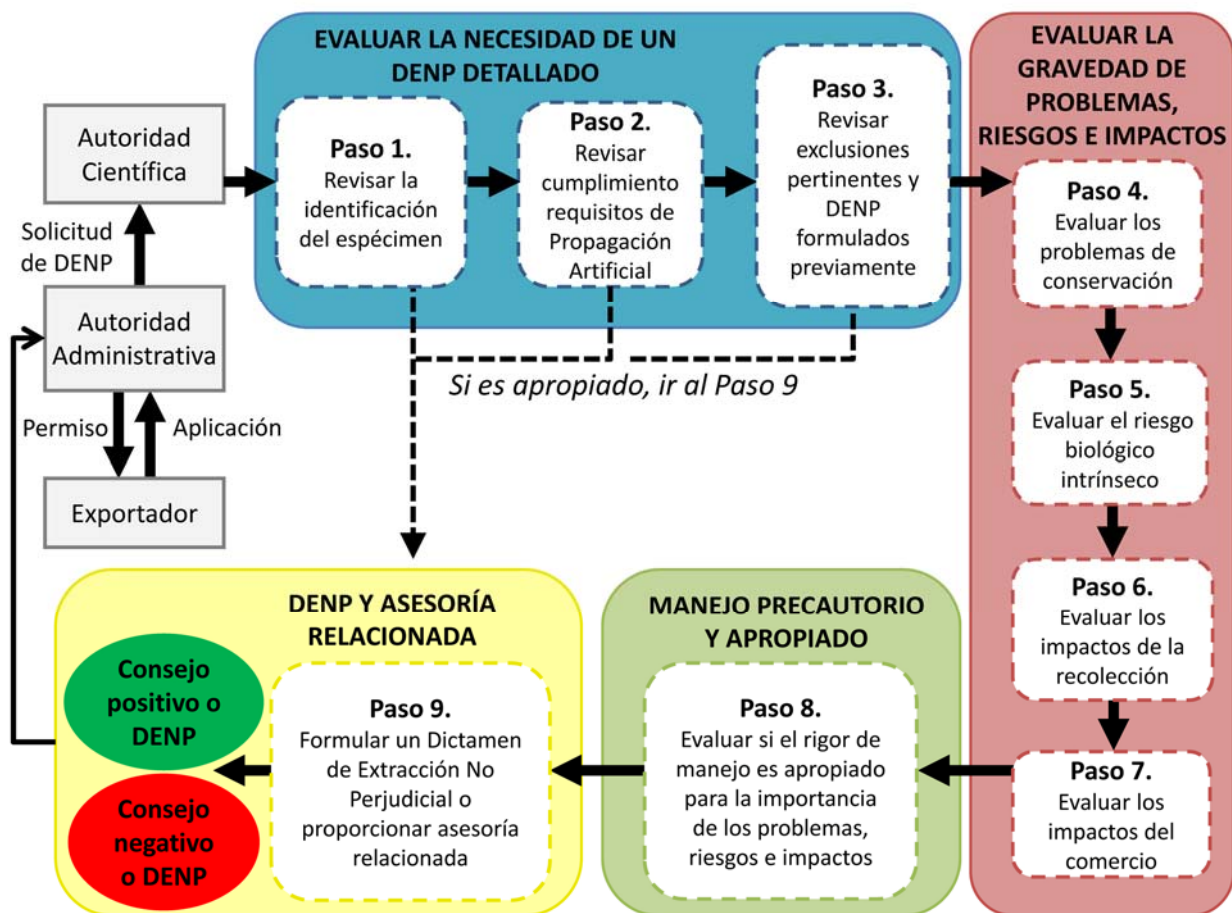 EVALUAR LA NECESIDAD DE UN
DENP DETALLADO
EVALUAR LA
GRAVEDAD DE
PROBLEMAS,
RIESGOS E IMPACTOS
Autoridad
Científica
Solicitud
de DENP
Autoridad
Administrativa
Permiso
Aplicación
Exportador
Paso 1.
Revisar la
identificación
del espécimen
Paso 2.
Revisar
cumplimiento
requisitos de
Propagación
Artificial
Paso 3.
Revisar
exclusiones
pertinentes y
DENP
formulados
previamente
Si es apropiado, ir al Paso 9
Paso 4.
Evaluar los
problemas de
conservación
Paso 5.
Evaluar el riesgo
biológico
intrínseco
Paso 6.
Evaluar los
impactos de la
recolección
Paso 7.
Evaluar los
impactos del
comercio
MANEJO PRECAUTORIO
Y APROPIADO
Paso 8.
Evaluar si el rigor de
manejo es apropiado
para la importancia
de los problemas,
riesgos e impactos
DENP Y ASESORÍA
RELACIONADA
Paso 9.
Formular un Dictamen
de Extracción No
Perjudicial o
proporcionar asesoría
relacionada
Consejo
positivo o
DENP
Consejo
negativo
o DENP